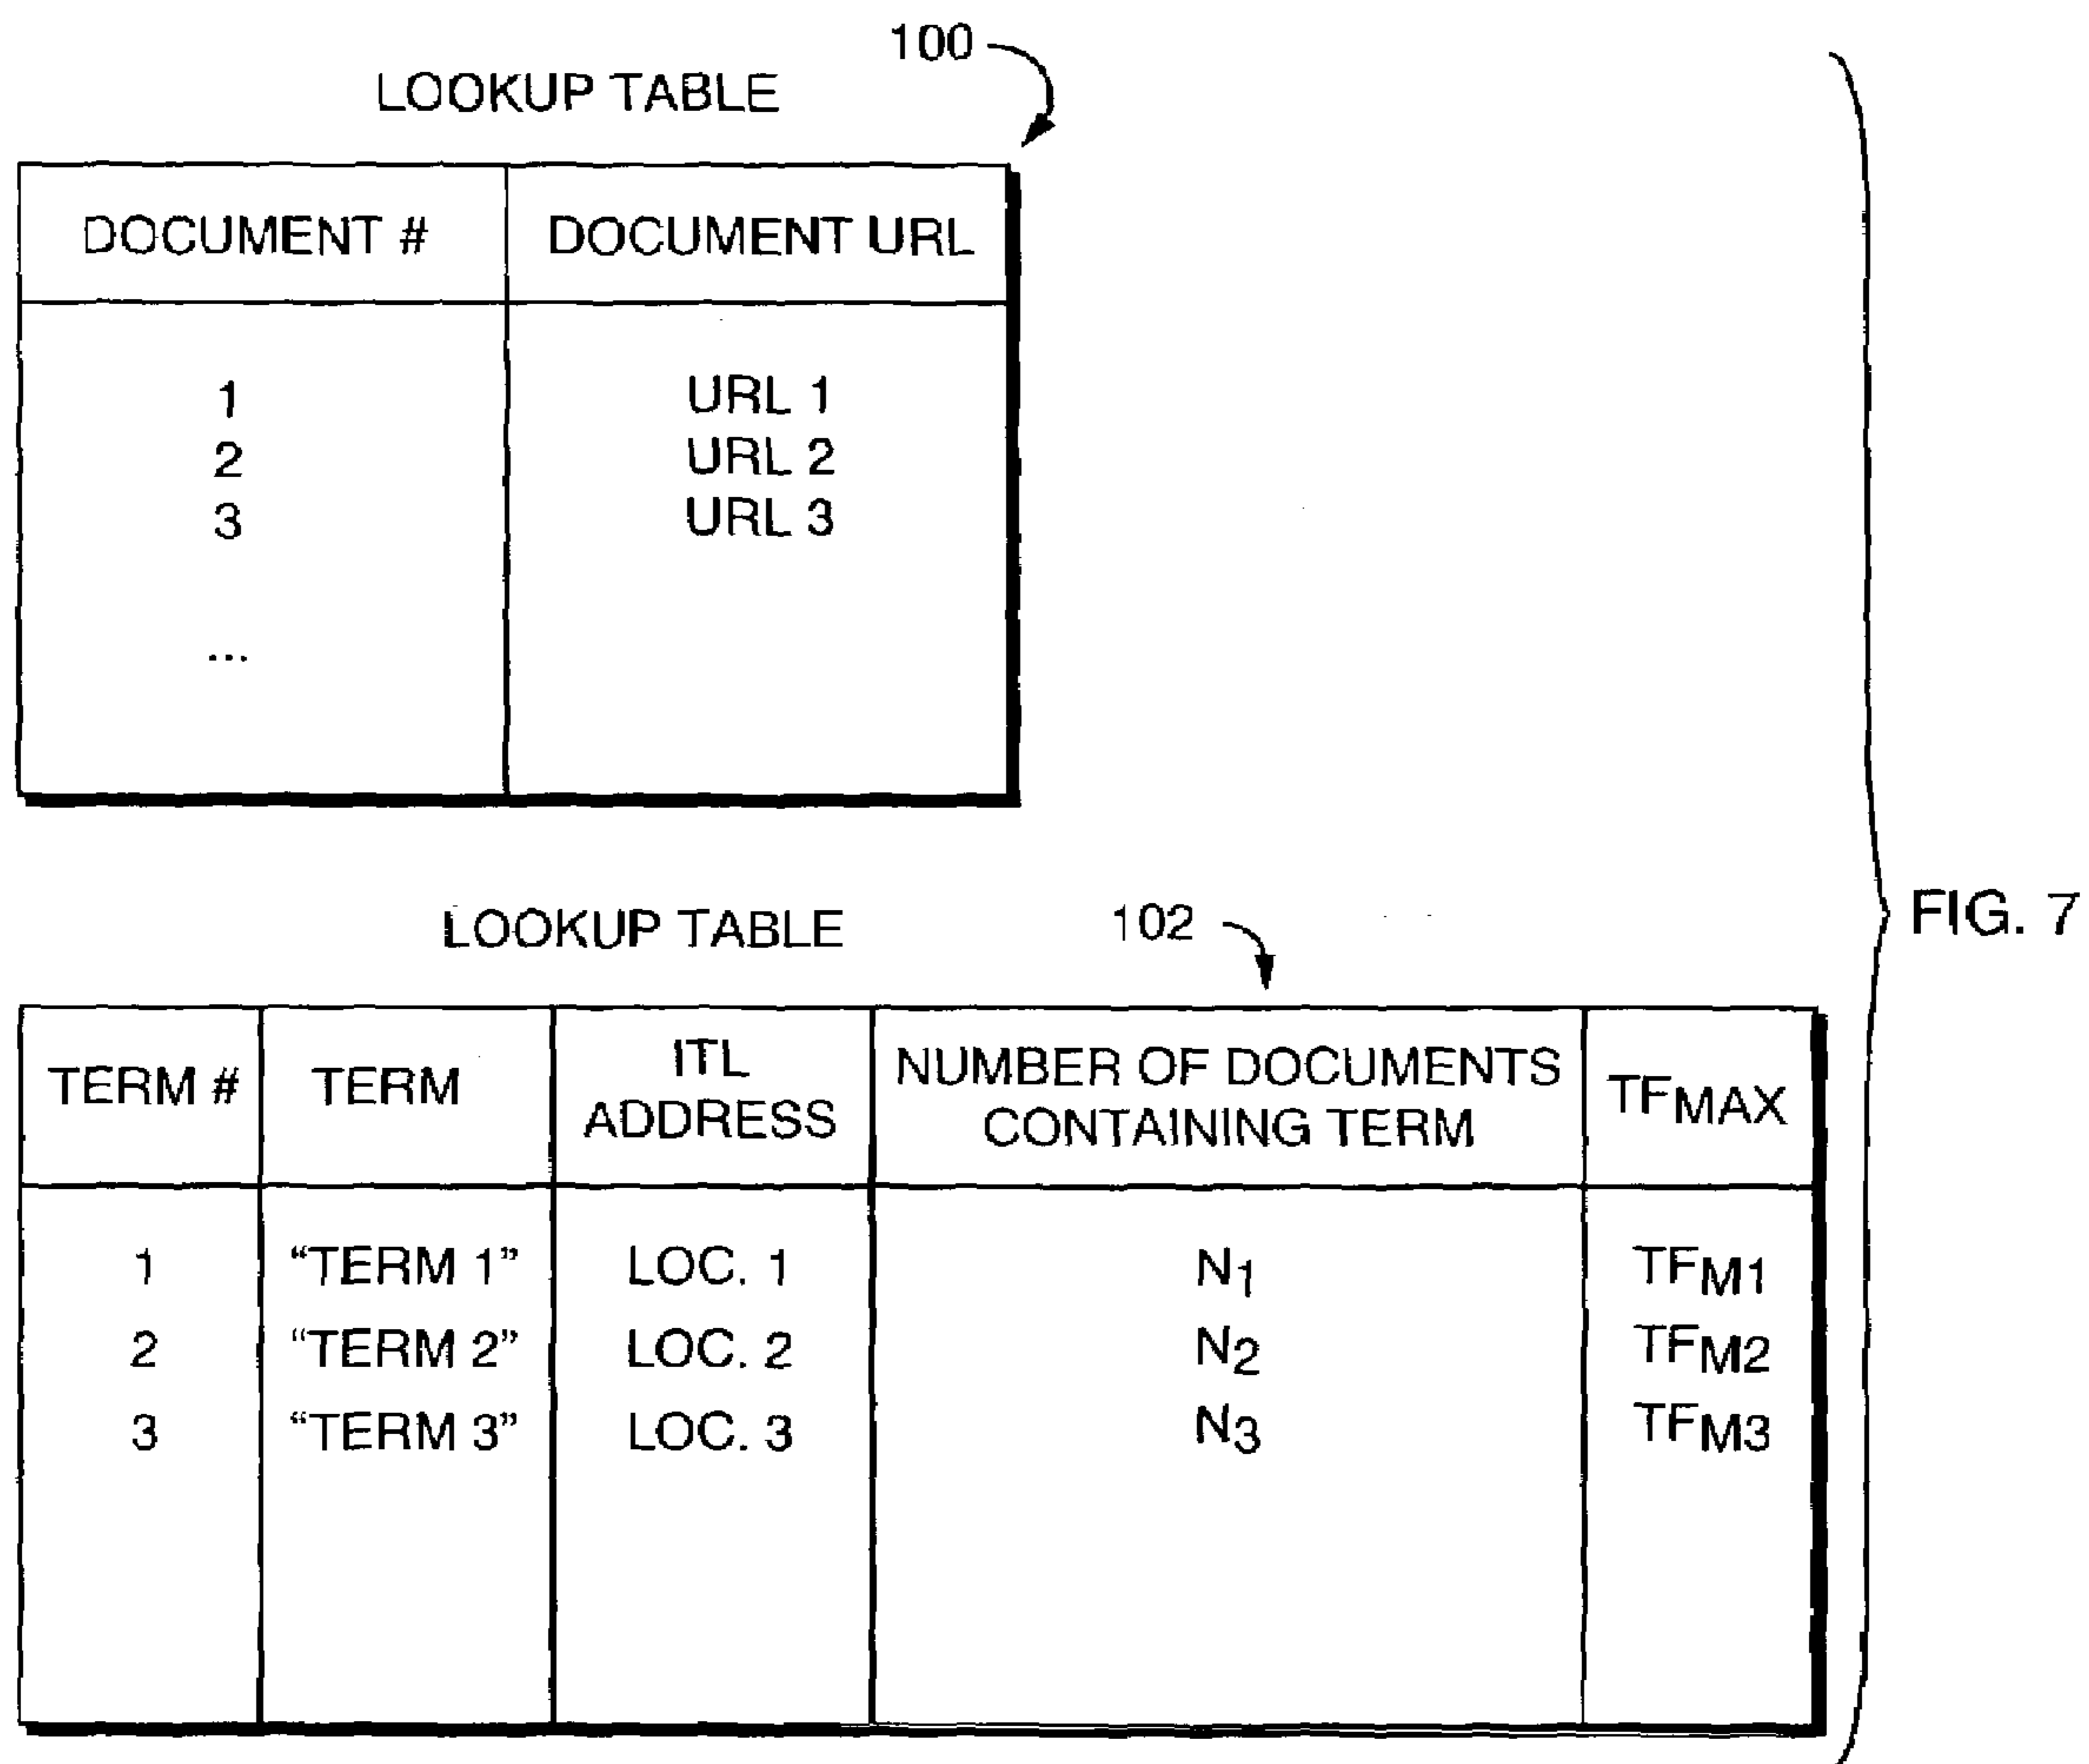 100
LOOKUP TABLE
DOCUMENT # DOCUMENT URL
1 URL 1
2 URL 2
3 URL 3
...
LOOKUP TABLE 102
FIG. 7
TERM # TERM ITL ADDRESS NUMBER OF DOCUMENTS CONTAINING TERM TFMAX
1 “TERM 1” LOC. 1 N1 TFM1
2 “TERM 2” LOC. 2 N2 TFM2
3 “TERM 3” LOC. 3 N3 TFM3